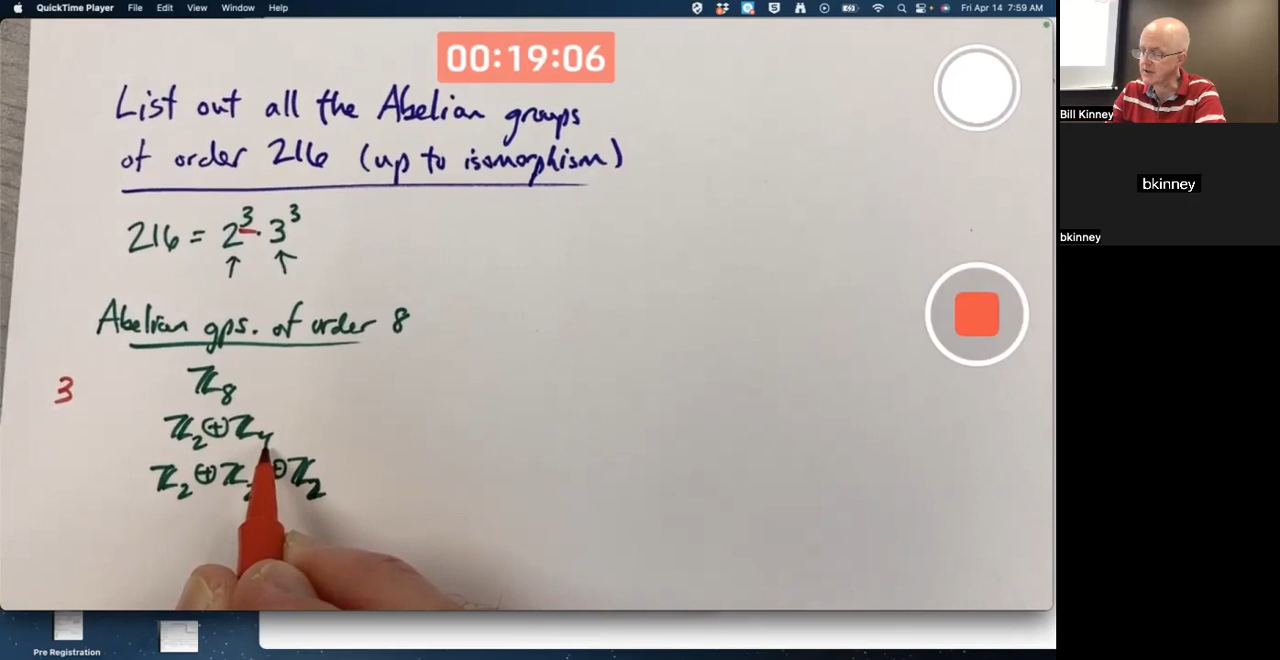 QuickTime Player File Edit View Window Help
Fri Apr 14 7:59 AM
00:19:06
List out all the Abelian groups
of order 216 (up to isomorphism)
216 = 2³·3³
↑ ↑
Abelian gps. of order 8
ℤ₈
3
ℤ₂⊕ℤ₄
ℤ₂⊕ℤ₂⊕ℤ₂
Pre Registration
Bill Kinney
bkinney
bkinney